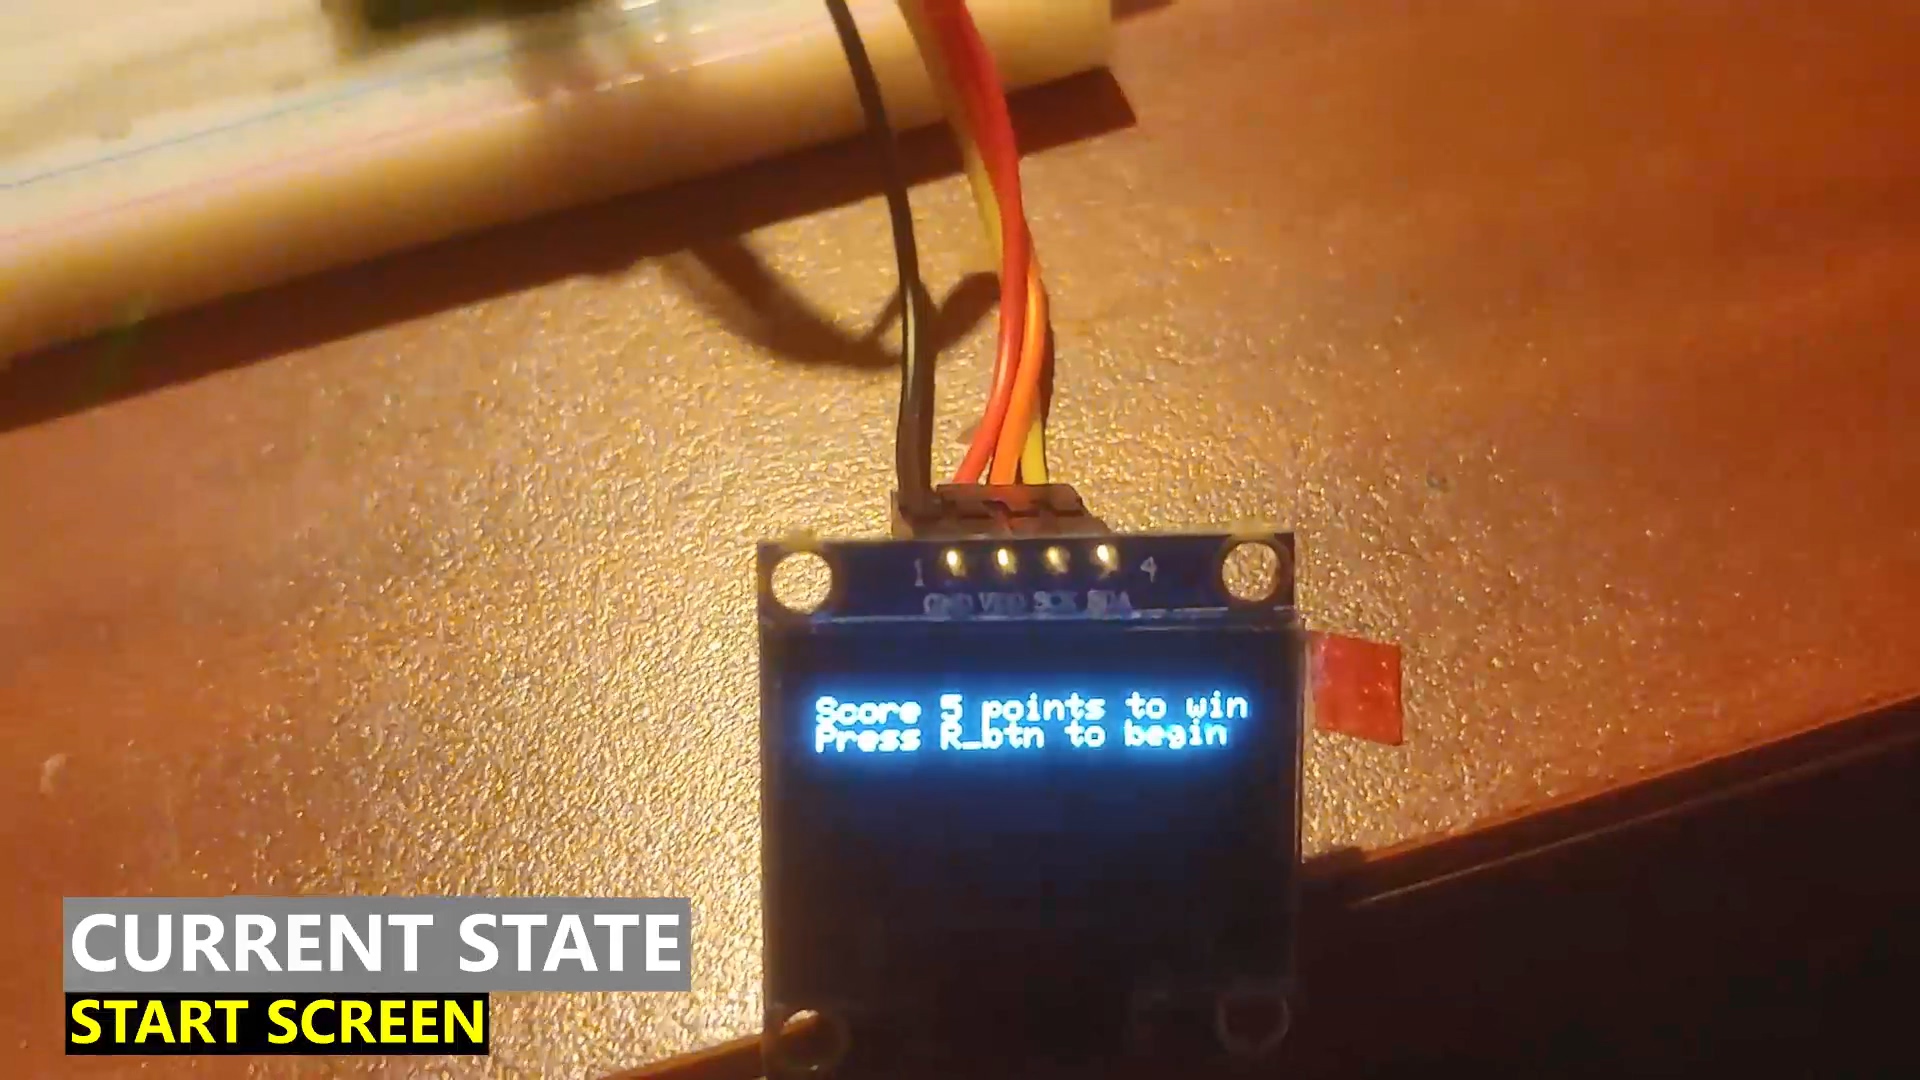 1 4
GND VDD SCK SDA
Score 5 points to win
Press R_btn to begin
CURRENT STATE
START SCREEN